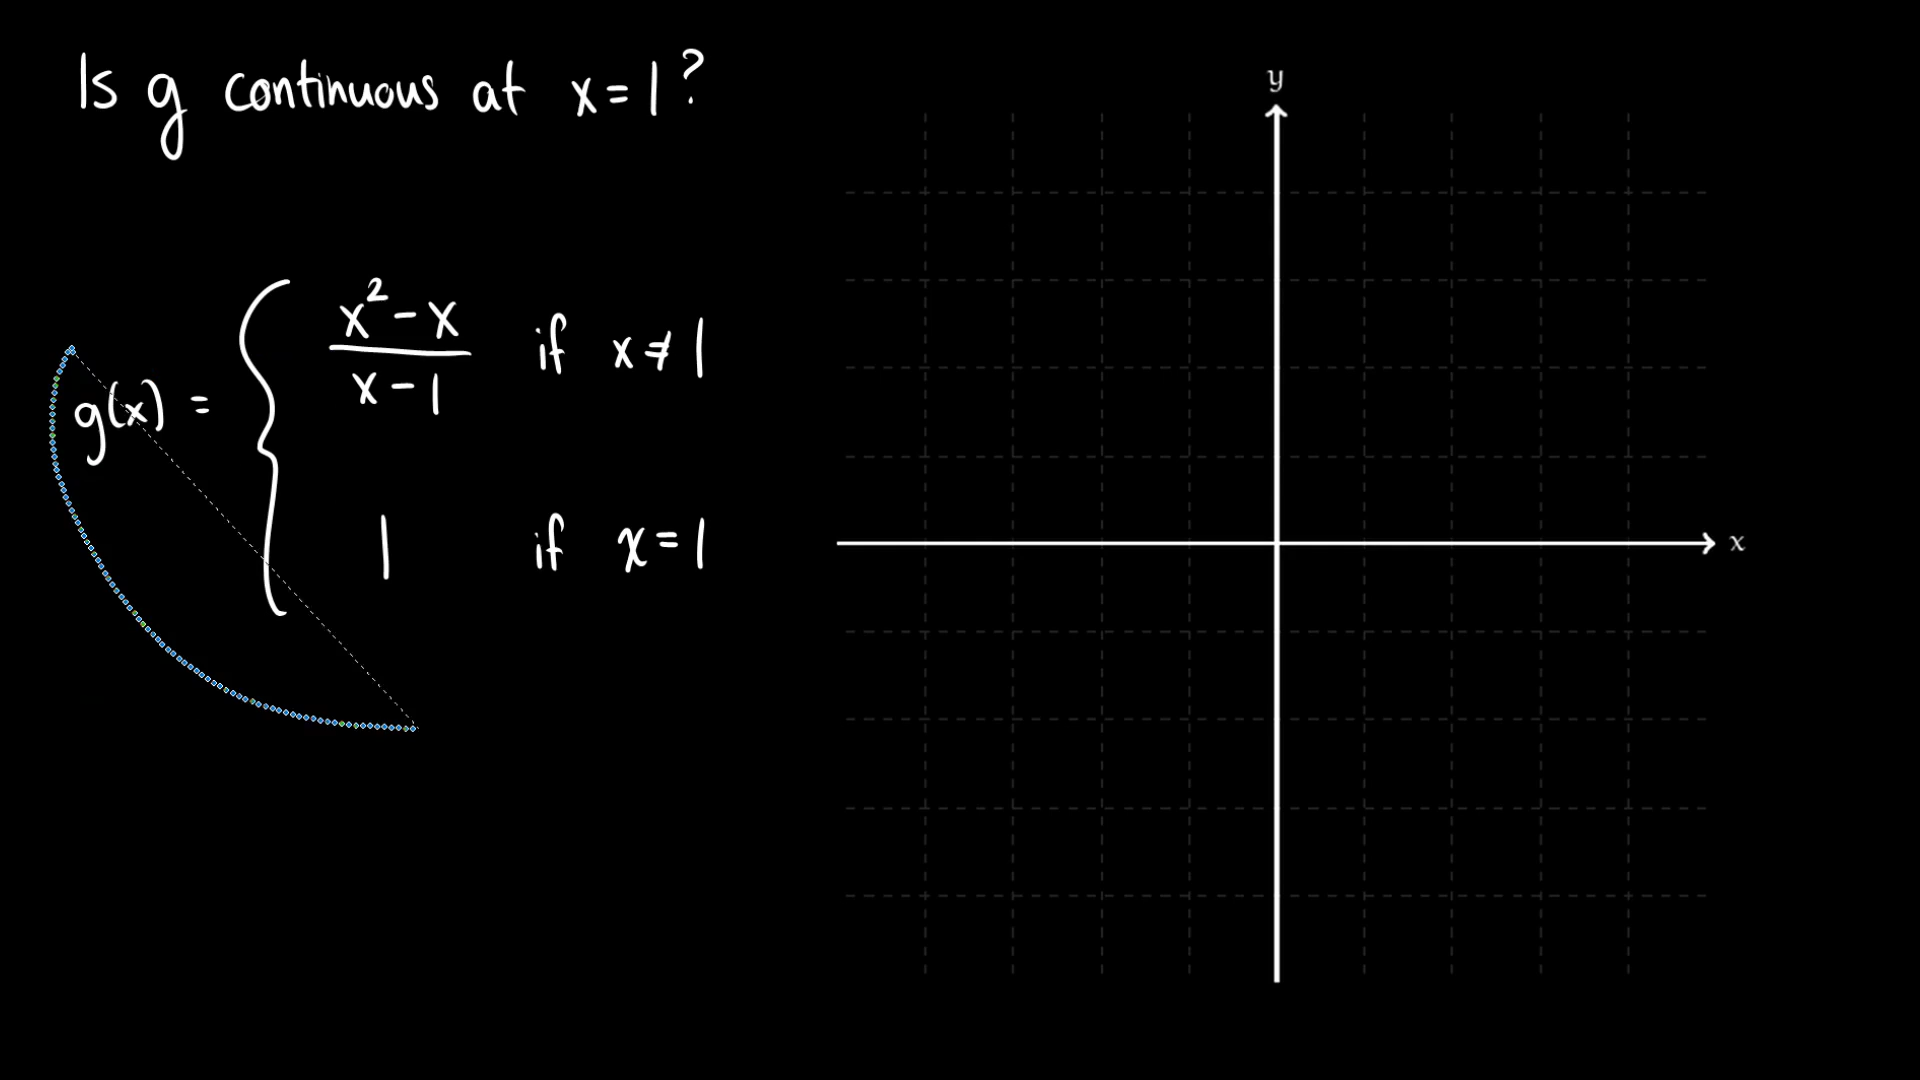 Is g continuous at x=1?
x²-x if x≠1
x-1
g(x) =
1 if x=1
y
x